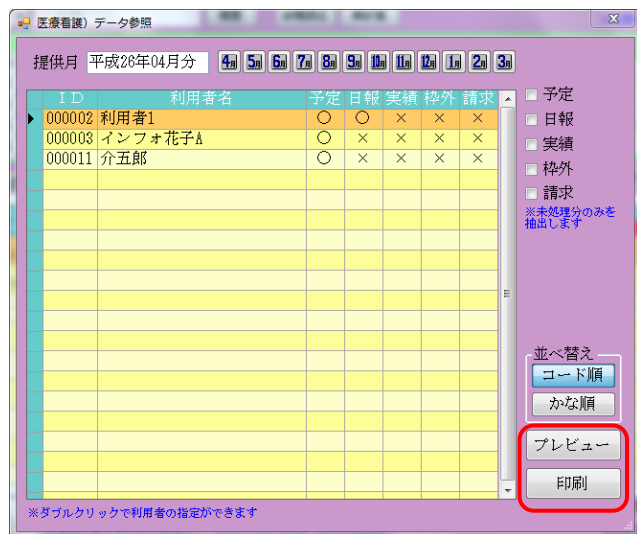 医療看護）データ参照
提供月 平成26年04月分 4月 5月 6月 7月 8月 9月 10月 11月 12月 1月 2月 3月
ＩＤ 利用者名 予定 日報 実績 枠外 請求
000002 利用者1 ○ ○ × × ×
000003 インフォ花子A ○ × × × ×
000011 介五郎 ○ × × × ×
予定
日報
実績
枠外
請求
※未処理分のみを
抽出します
並べ替え
コード順
かな順
プレビュー
印刷
※ダブルクリックで利用者の指定ができます